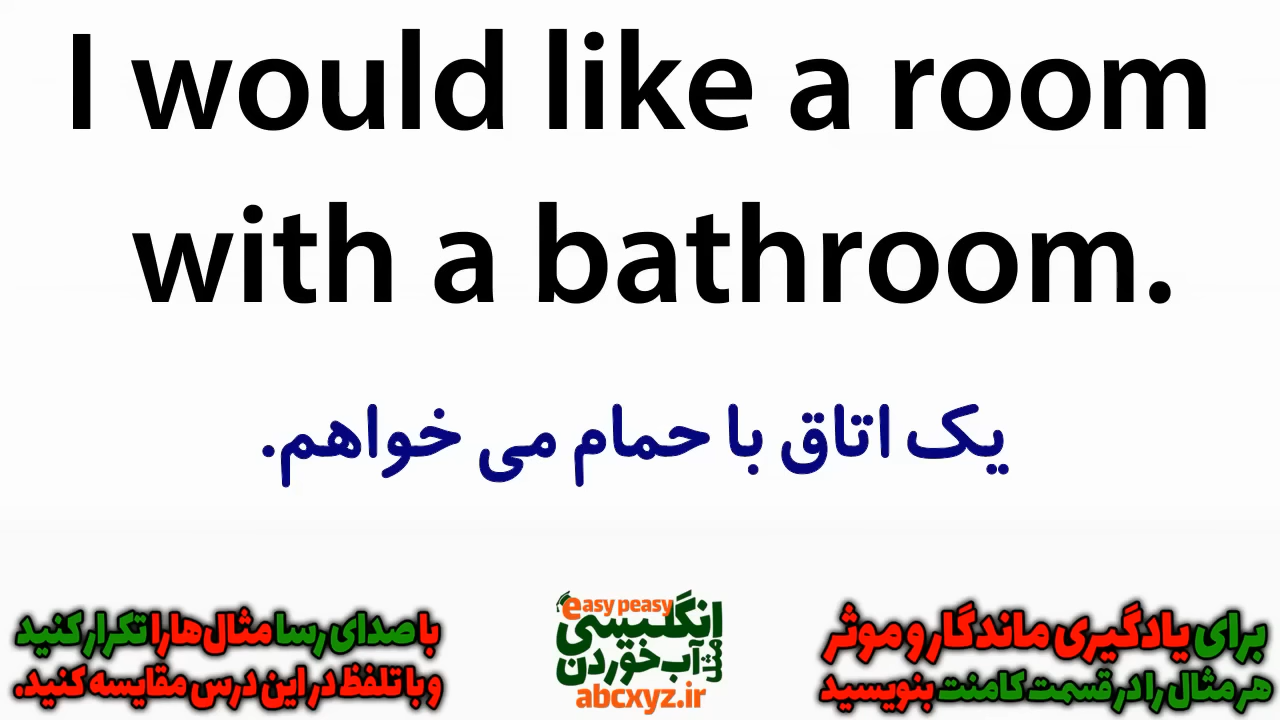 I would like a room
with a bathroom.
یک اتاق با حمام می خواهم.
برای یادگیری ماندگار و موثر
هر مثال را در قسمت کامنت بنویسید
easy peasy
انگلیسی
مثل آب خوردن
abcxyz.ir
با صدای رسا مثال‌ها را تکرار کنید
و با تلفظ در این درس مقایسه کنید.